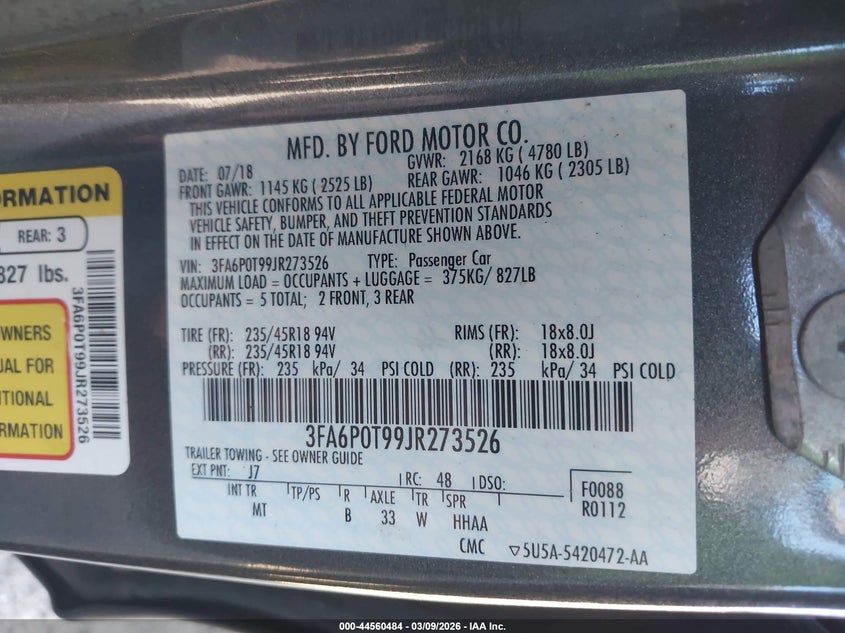 MFD. BY FORD MOTOR CO.
DATE: 07/18
GVWR: 2168 KG ( 4780 LB)
FRONT GAWR: 1145 KG ( 2525 LB)
REAR GAWR: 1046 KG ( 2305 LB)
THIS VEHICLE CONFORMS TO ALL APPLICABLE FEDERAL MOTOR
VEHICLE SAFETY, BUMPER, AND THEFT PREVENTION STANDARDS
IN EFFECT ON THE DATE OF MANUFACTURE SHOWN ABOVE.
VIN: 3FA6P0T99JR273526 TYPE: Passenger Car
MAXIMUM LOAD = OCCUPANTS + LUGGAGE = 375KG/ 827LB
OCCUPANTS = 5 TOTAL; 2 FRONT, 3 REAR
TIRE (FR): 235/45R18 94V RIMS (FR): 18x8.0J
(RR): 235/45R18 94V (RR): 18x8.0J
PRESSURE (FR): 235 kPa/ 34 PSI COLD (RR): 235 kPa/ 34 PSI COLD
3FA6P0T99JR273526
TRAILER TOWING - SEE OWNER GUIDE
EXT PNT: J7 RC: 48 DSO:
INT TR TP/PS R AXLE TR SPR
MT B 33 W HHAA
F0088
R0112
CMC ▽5U5A-5420472-AA
ORMATION
REAR: 3
827 lbs.
WNERS
UAL FOR
ITIONAL
RMATION
3FA6P0T99JR273526
000-44560484 | 03/09/2026 - IAA Inc.